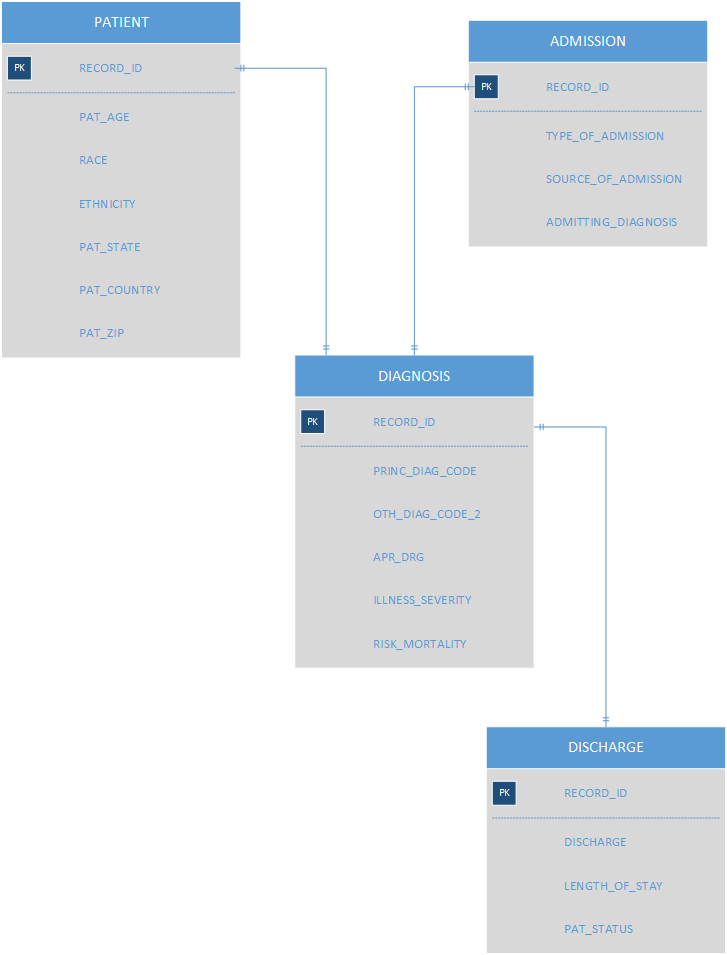 PATIENT
PK RECORD_ID
PAT_AGE
RACE
ETHNICITY
PAT_STATE
PAT_COUNTRY
PAT_ZIP
ADMISSION
PK RECORD_ID
TYPE_OF_ADMISSION
SOURCE_OF_ADMISSION
ADMITTING_DIAGNOSIS
DIAGNOSIS
PK RECORD_ID
PRINC_DIAG_CODE
OTH_DIAG_CODE_2
APR_DRG
ILLNESS_SEVERITY
RISK_MORTALITY
DISCHARGE
PK RECORD_ID
DISCHARGE
LENGTH_OF_STAY
PAT_STATUS